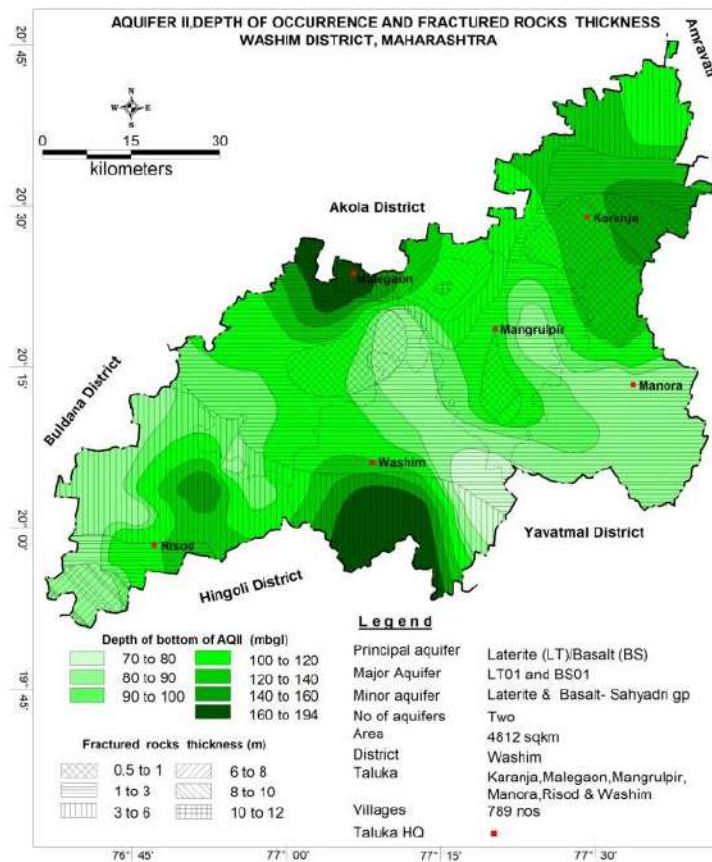 AQUIFER II,DEPTH OF OCCURRENCE AND FRACTURED ROCKS THICKNESS
WASHIM DISTRICT, MAHARASHTRA
Amravati
N
W E
S
0 15 30
kilometers
20° 45'
20° 30'
20° 15'
20° 00'
19° 45'
Akola District
Karanja
Malegaon
Mangrulpir
Manora
Buldana District
Washim
Risod
Yavatmal District
Hingoli District
Depth of bottom of AQII (mbgl)
70 to 80
80 to 90
90 to 100
100 to 120
120 to 140
140 to 160
160 to 194
Fractured rocks thickness (m)
0.5 to 1
1 to 3
3 to 6
6 to 8
8 to 10
10 to 12
Legend
Principal aquifer Laterite (LT)/Basalt (BS)
Major Aquifer LT01 and BS01
Minor aquifer Laterite & Basalt- Sahyadri gp
No of aquifers Two
Area 4812 sqkm
District Washim
Taluka Karanja,Malegaon,Mangrulpir,
Manora,Risod & Washim
Villages 789 nos
Taluka HQ
76° 45' 77° 00' 77° 15' 77° 30'